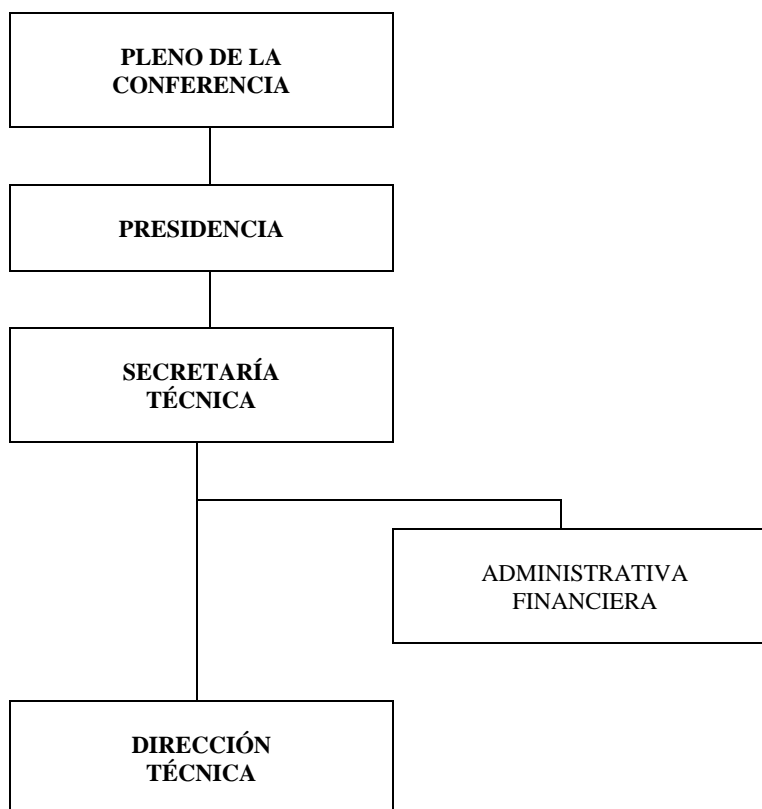 PLENO DE LA
CONFERENCIA
PRESIDENCIA
SECRETARÍA
TÉCNICA
ADMINISTRATIVA
FINANCIERA
DIRECCIÓN
TÉCNICA